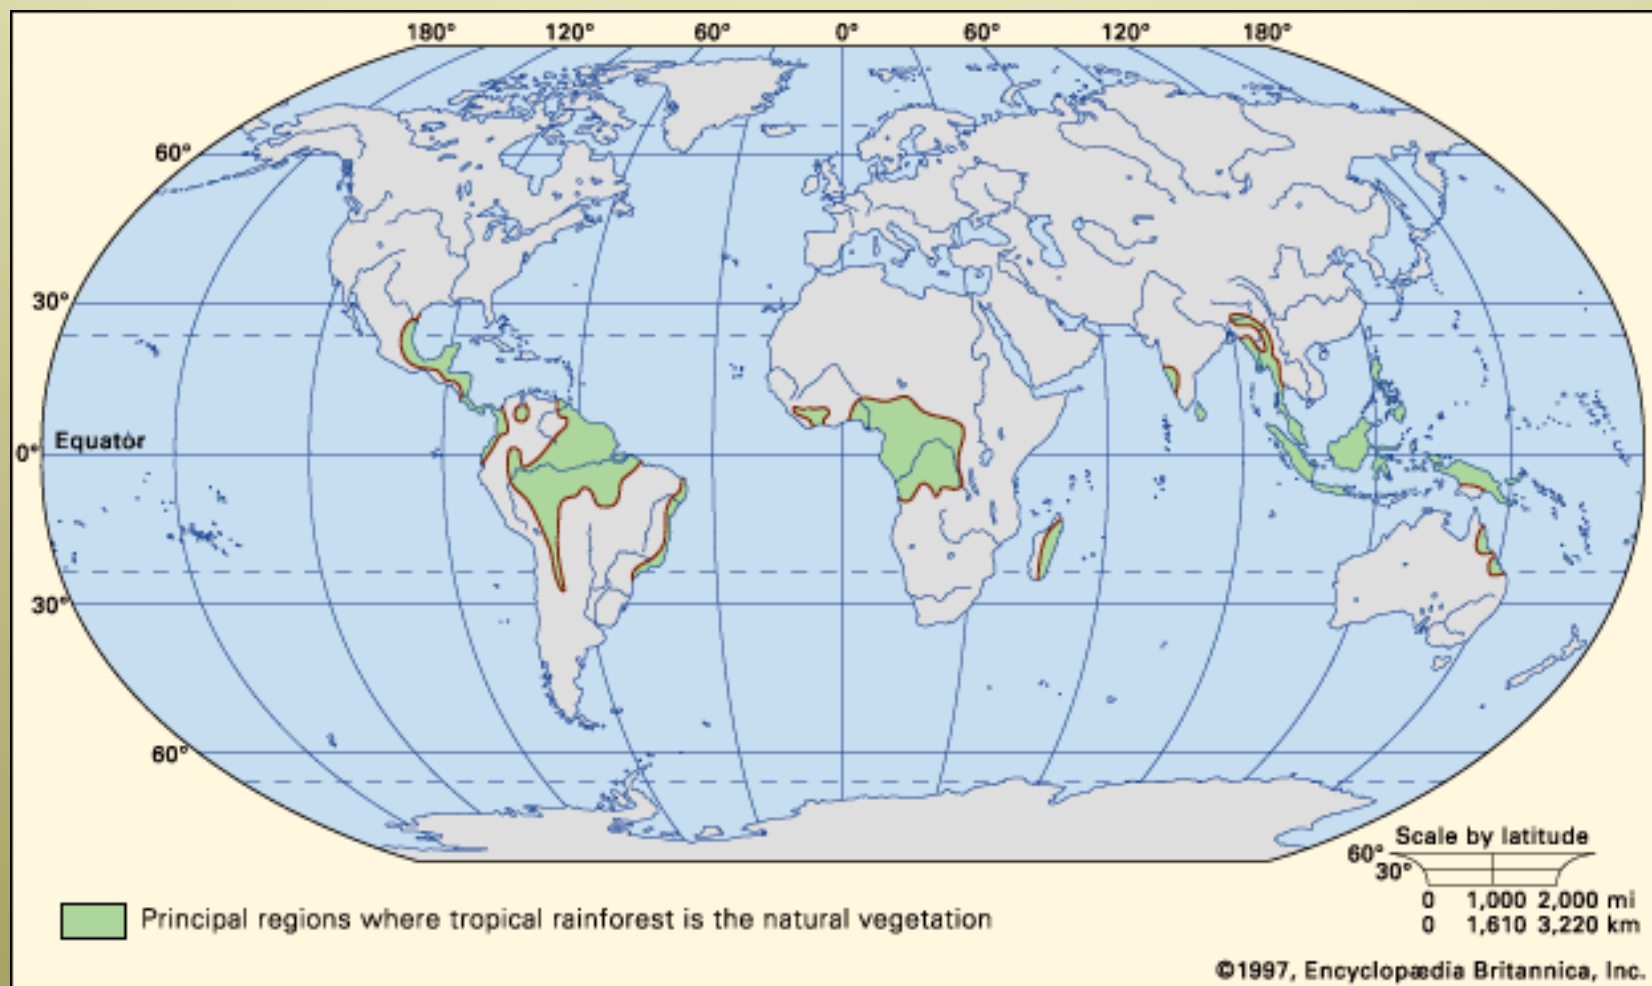 180° 120° 60° 0° 60° 120° 180°
60°
30°
Equator
0°
30°
60°
Scale by latitude
60°
30°
0 1,000 2,000 mi
0 1,610 3,220 km
Principal regions where tropical rainforest is the natural vegetation
©1997, Encyclopædia Britannica, Inc.